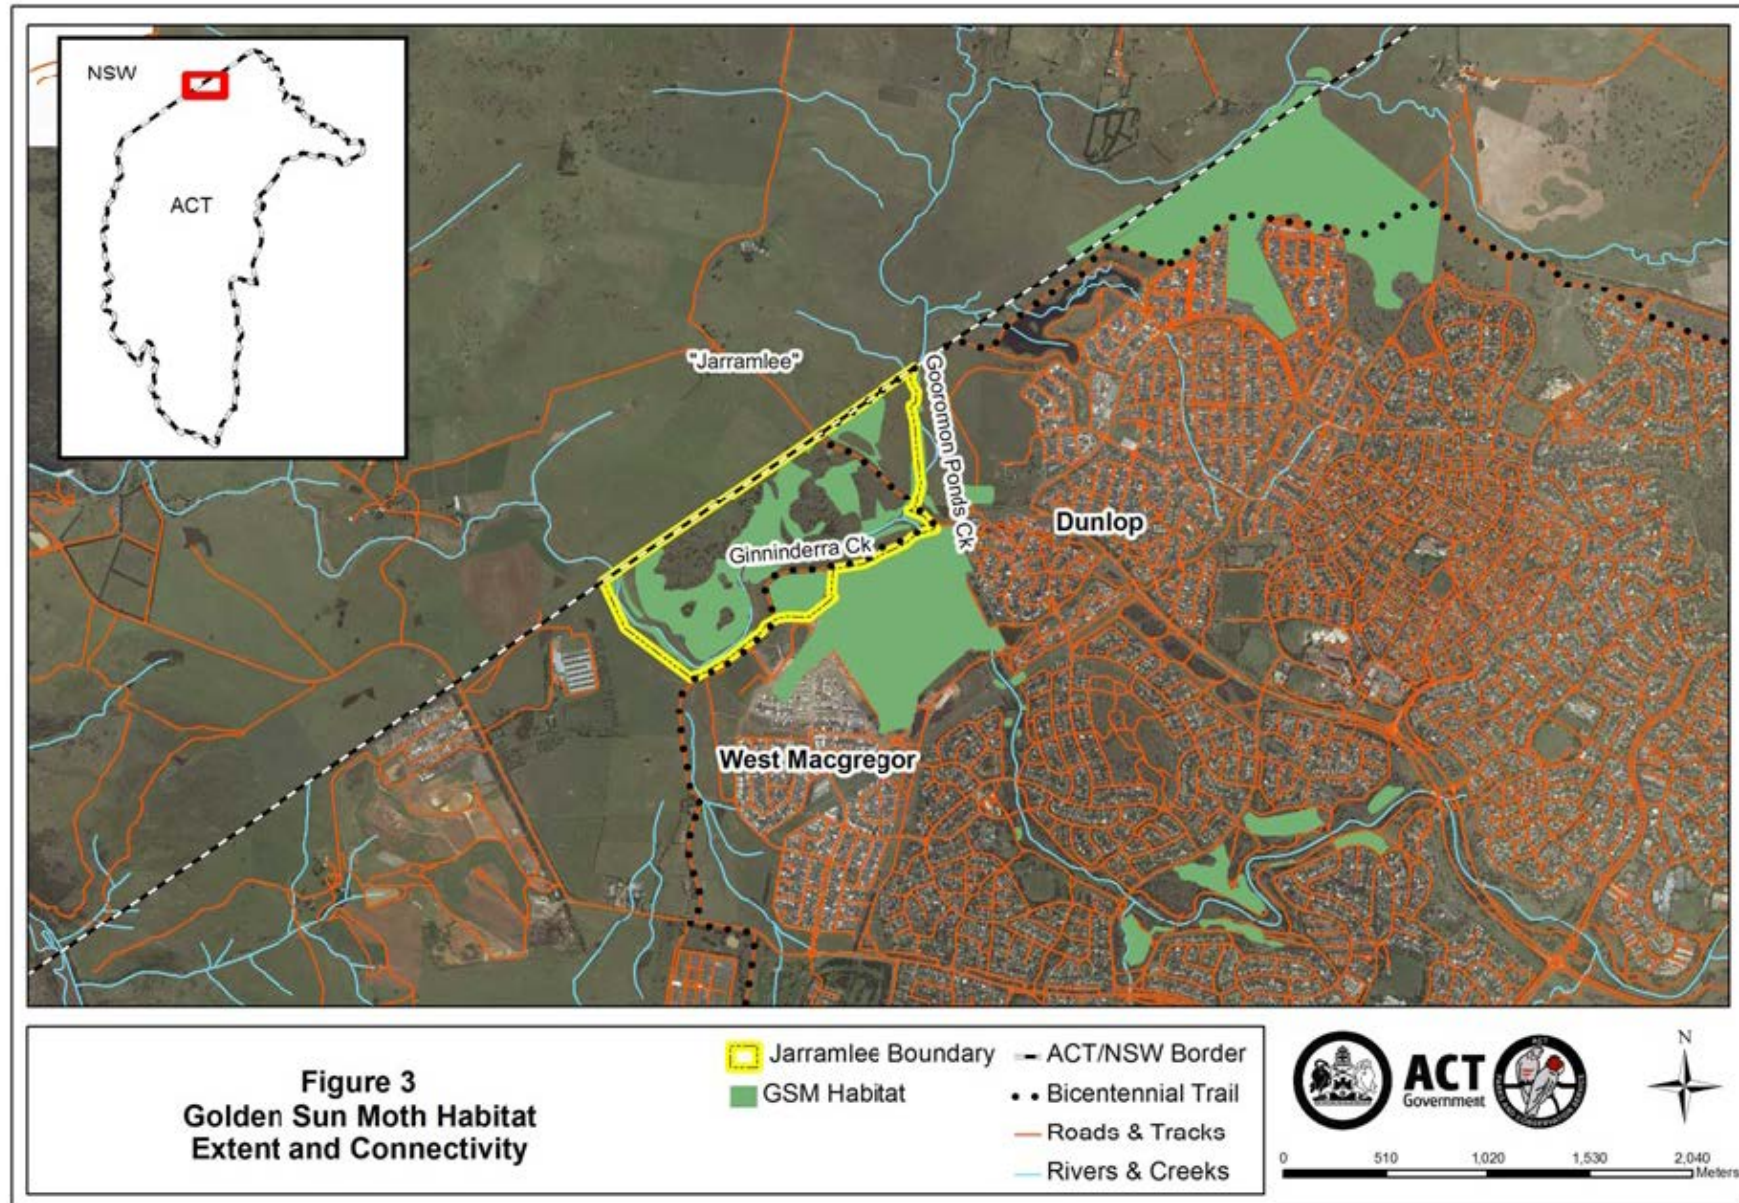 NSW
ACT
"Jarramlee"
Gooromon Ponds Ck
Dunlop
Ginninderra Ck
West Macgregor
Figure 3
Golden Sun Moth Habitat
Extent and Connectivity
Jarramlee Boundary
GSM Habitat
ACT/NSW Border
Bicentennial Trail
Roads & Tracks
Rivers & Creeks
ACT
Government
ACT
N
0 510 1,020 1,530 2,040
Meters